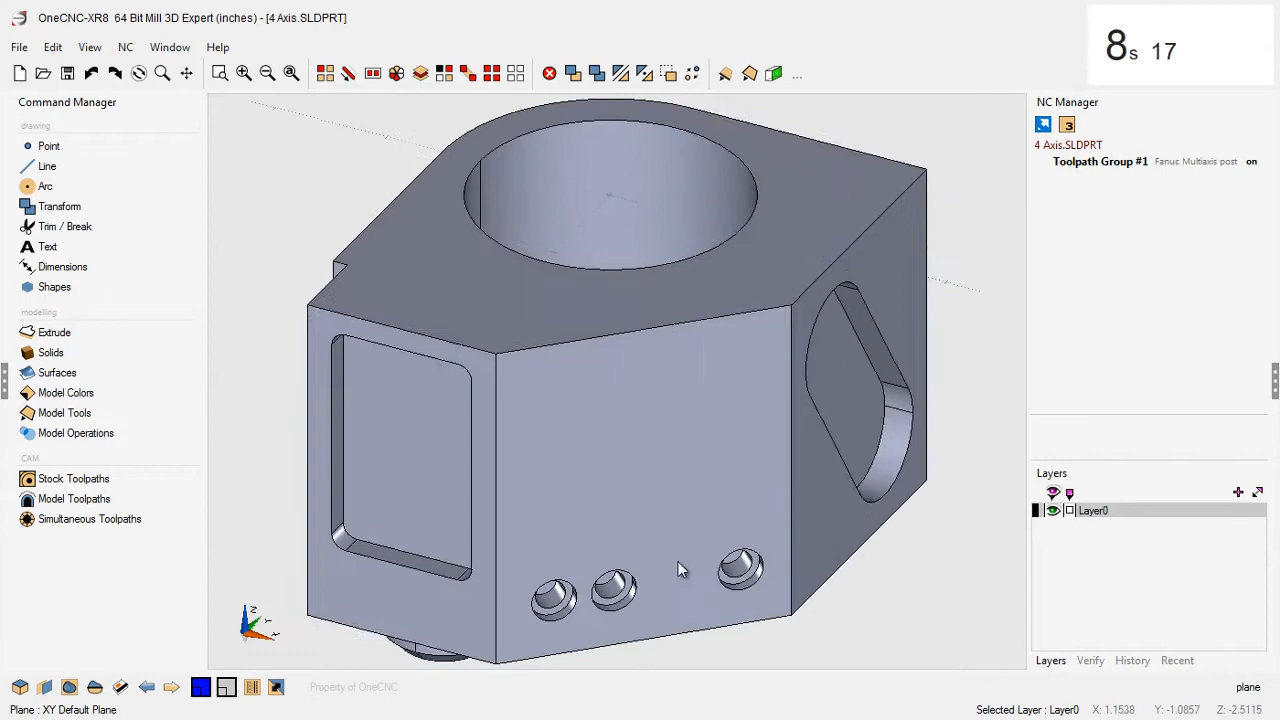 OneCNC-XR8 64 Bit Mill 3D Expert (inches) - [4 Axis.SLDPRT]
8s 17
File Edit View NC Window Help
...
Command Manager
drawing
Point
Line
Arc
Transform
Trim / Break
A Text
Dimensions
Shapes
modelling
Extrude
Solids
Surfaces
Model Colors
Model Tools
Model Operations
CAM
Stock Toolpaths
Model Toolpaths
Simultaneous Toolpaths
Z
Y
X
NC Manager
3
4 Axis.SLDPRT
Toolpath Group #1 Fanuc Multiaxis post on
Layers
Layer0
Layers Verify History Recent
Property of OneCNC
plane
Plane : XY Default Plane
Selected Layer : Layer0 X: 1.1538 Y: -1.0857 Z: -2.5115